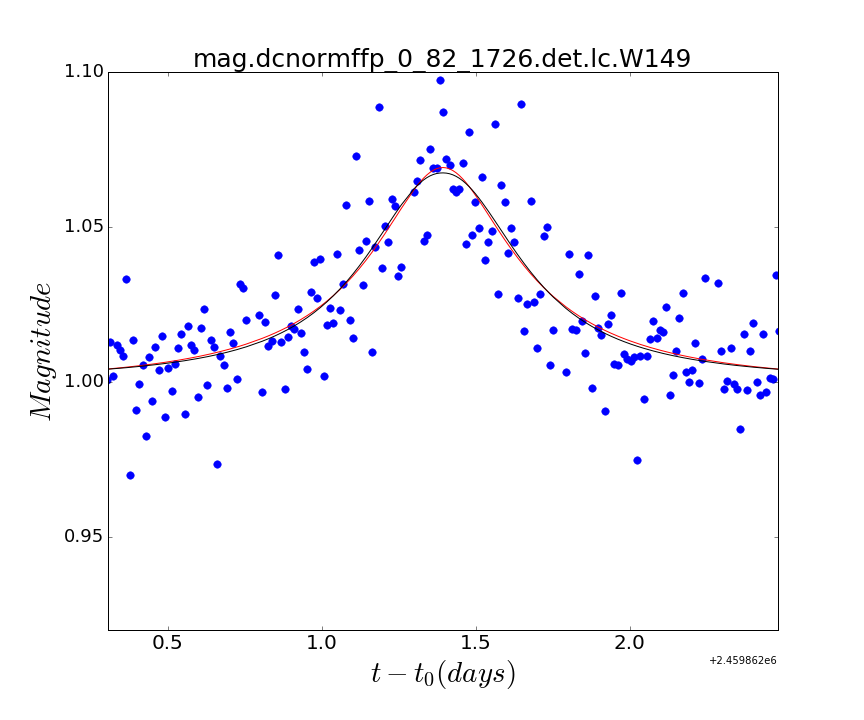 mag.dcnormffp_0_82_1726.det.lc.W149
1.10
1.05
1.00
0.95
Magnitude
0.5 1.0 1.5 2.0
+2.459862e6
t − t0(days)